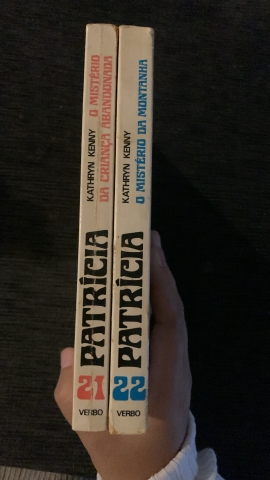 21
PATRÍCIA
KATHRYN KENNY
O MISTÉRIO
DA CRIANÇA ABANDONADA
VERBO
22
PATRÍCIA
KATHRYN KENNY
O MISTÉRIO DA MONTANHA
VERBO